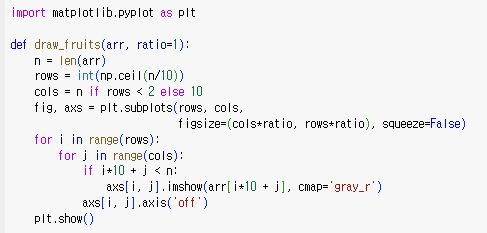 import matplotlib.pyplot as plt

def draw_fruits(arr, ratio=1):
    n = len(arr)
    rows = int(np.ceil(n/10))
    cols = n if rows < 2 else 10
    fig, axs = plt.subplots(rows, cols,
                            figsize=(cols*ratio, rows*ratio), squeeze=False)
    for i in range(rows):
        for j in range(cols):
            if i*10 + j < n:
                axs[i, j].imshow(arr[i*10 + j], cmap='gray_r')
            axs[i, j].axis('off')
    plt.show()